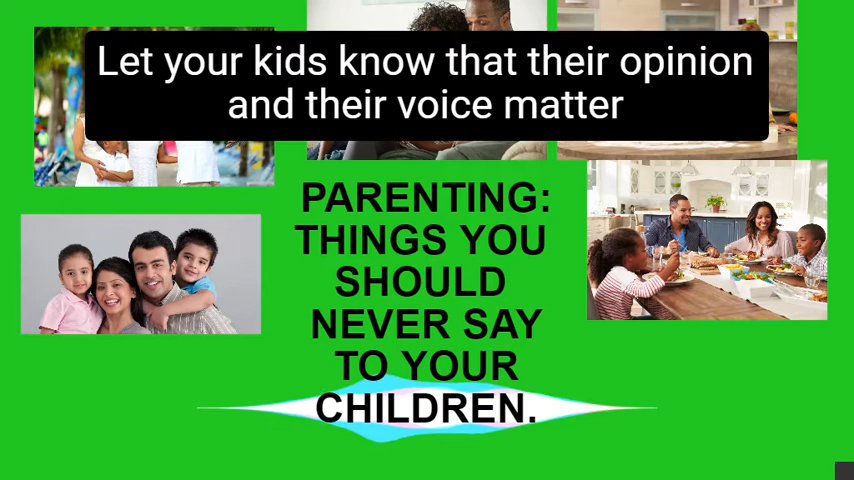 Let your kids know that their opinion
and their voice matter
PARENTING:
THINGS YOU
SHOULD
NEVER SAY
TO YOUR
CHILDREN.